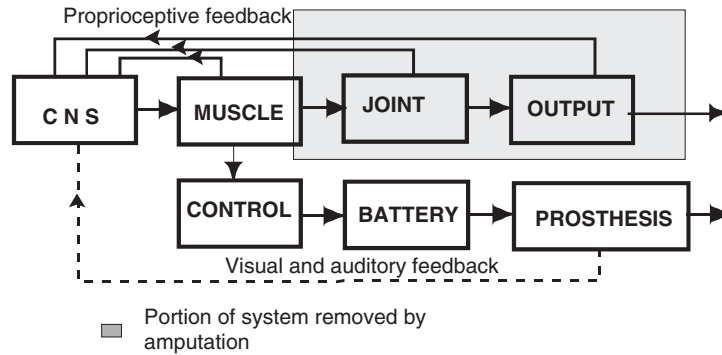 Proprioceptive feedback
C N S
MUSCLE
JOINT
OUTPUT
CONTROL
BATTERY
PROSTHESIS
Visual and auditory feedback
Portion of system removed by
amputation